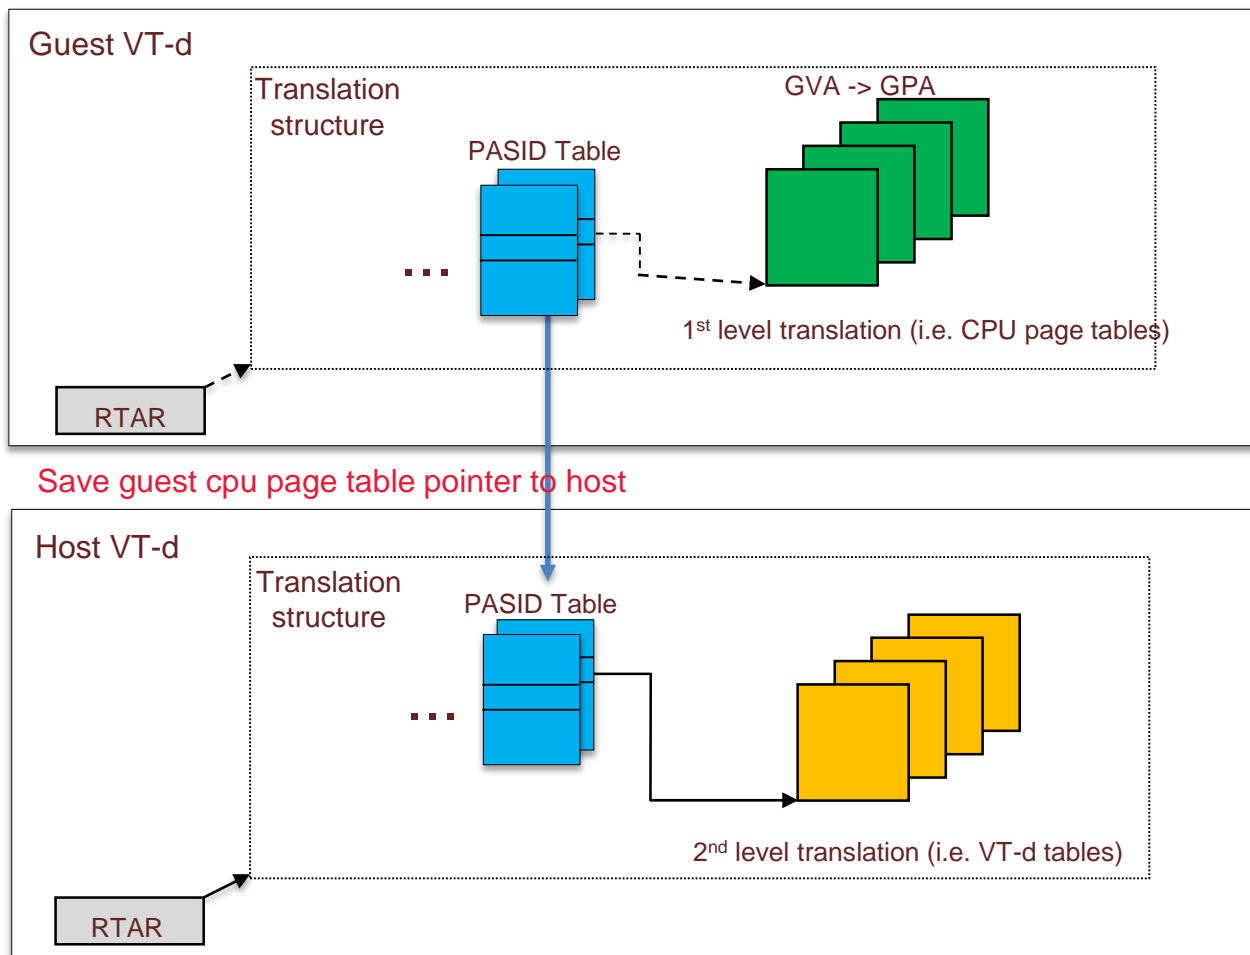 Guest VT-d
Translation
structure
GVA -> GPA
PASID Table
...
1st level translation (i.e. CPU page tables)
RTAR
Save guest cpu page table pointer to host
Host VT-d
Translation
structure
PASID Table
...
2nd level translation (i.e. VT-d tables)
RTAR